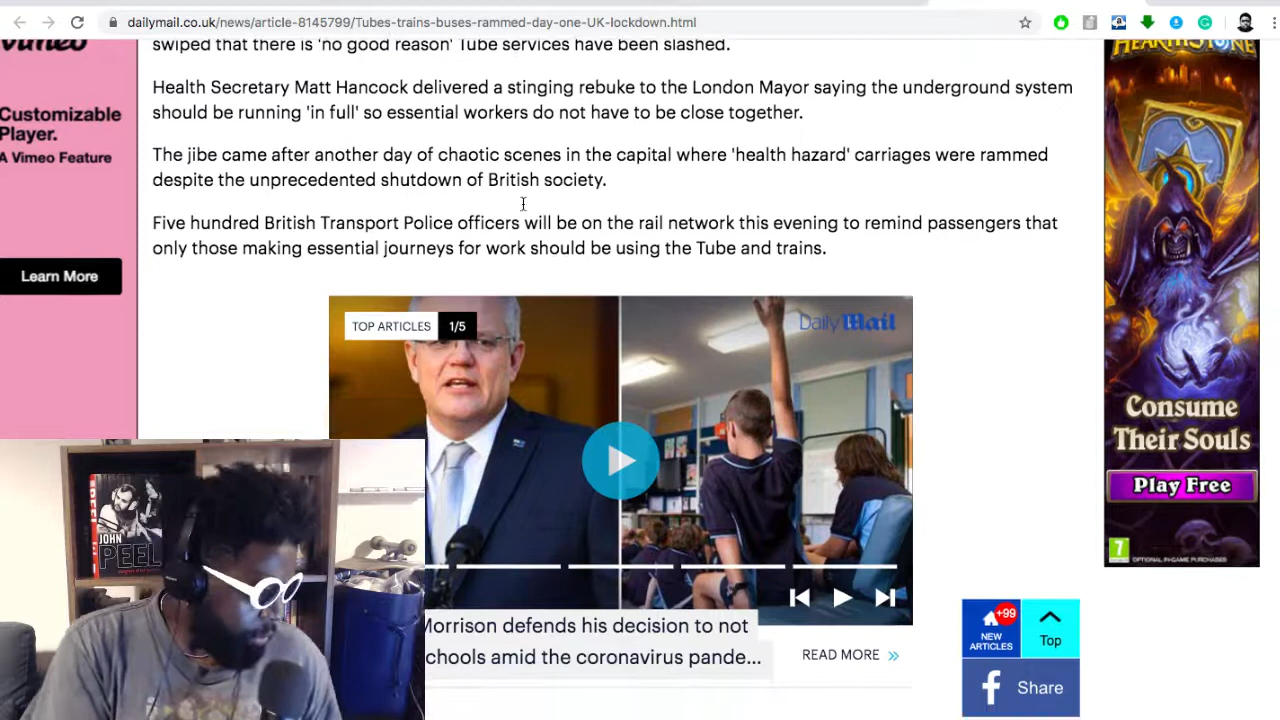 dailymail.co.uk/news/article-8145799/Tubes-trains-buses-rammed-day-one-UK-lockdown.html
vimeo
swiped that there is 'no good reason' Tube services have been slashed.
HEARTHSTONE
Customizable
Player.
A Vimeo Feature
Learn More
Health Secretary Matt Hancock delivered a stinging rebuke to the London Mayor saying the underground system
should be running 'in full' so essential workers do not have to be close together.
The jibe came after another day of chaotic scenes in the capital where 'health hazard' carriages were rammed
despite the unprecedented shutdown of British society.
Five hundred British Transport Police officers will be on the rail network this evening to remind passengers that
only those making essential journeys for work should be using the Tube and trains.
TOP ARTICLES 1/5
Daily Mail
Consume
Their Souls
Play Free
7
OPTIONAL IN-GAME PURCHASES
JOHN
PEEL
Morrison defends his decision to not
chools amid the coronavirus pande...
READ MORE »
+99
NEW
ARTICLES
Top
f Share